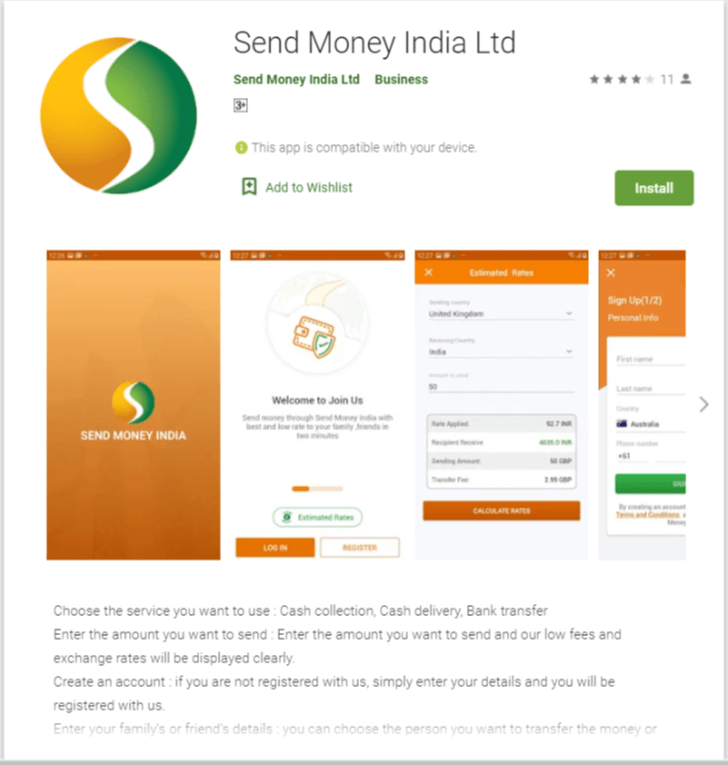 Send Money India Ltd
Send Money India Ltd Business
11
3+
This app is compatible with your device.
Add to Wishlist
Install
12:26
SEND MONEY INDIA
12:27
Welcome to Join Us
Send money through Send Money India with
best and low rate to your family ,friends in
two minutes
Estimated Rates
LOG IN REGISTER
12:27
Estimated Rates
Sending country
United Kingdom
Receiving Country
India
Amount to send
50
Rate Applied 92.7 INR
Recipient Receive 4635.0 INR
Sending Amount: 50 GBP
Transfer Fee: 2.99 GBP
CALCULATE RATES
12:27
Sign Up(1/2)
Personal Info
First name
Last name
Country
Australia
Phone number
+61
By creating an account
Terms and Conditions
Money
Choose the service you want to use : Cash collection, Cash delivery, Bank transfer
Enter the amount you want to send : Enter the amount you want to send and our low fees and
exchange rates will be displayed clearly.
Create an account : if you are not registered with us, simply enter your details and you will be
registered with us.
Enter your family's or friend's details : you can choose the person you want to transfer the money or